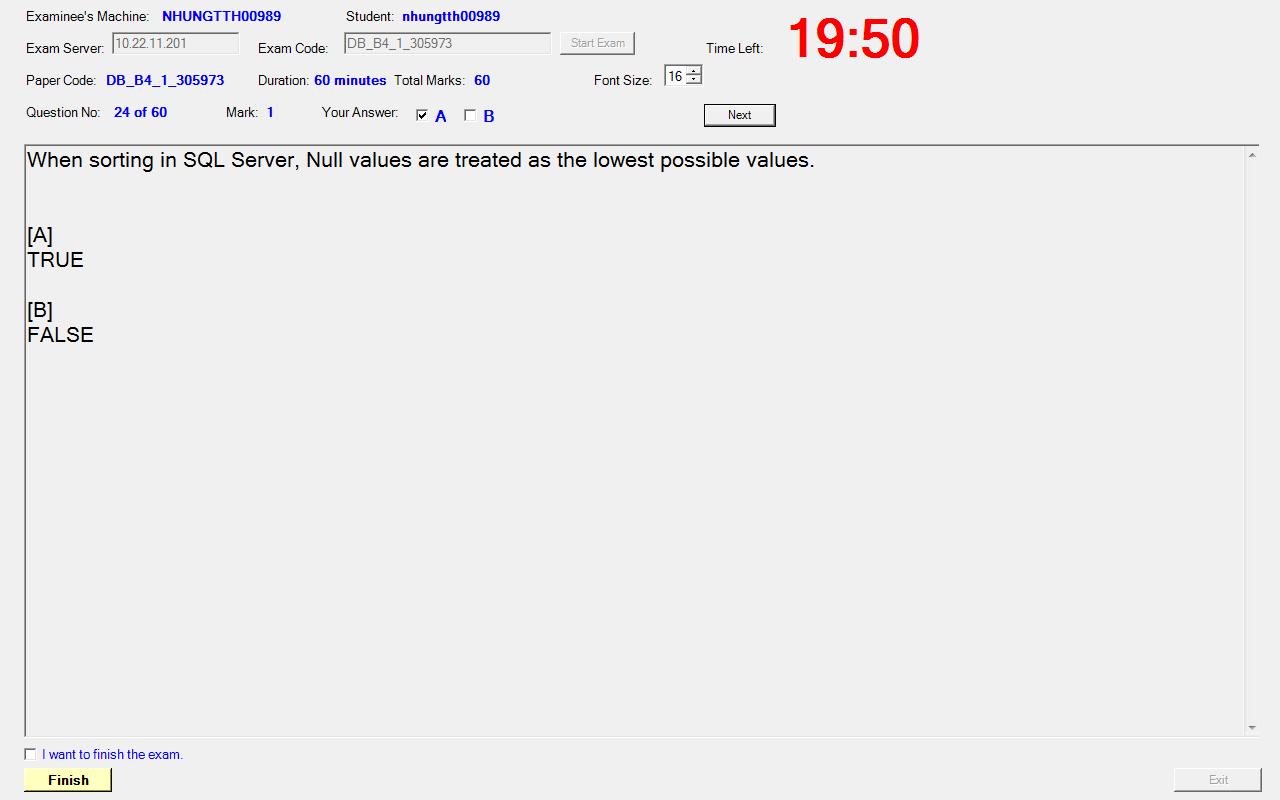 Examinee's Machine: NHUNGTTH00989 Student: nhungtth00989
Exam Server: 10.22.11.201 Exam Code: DB_B4_1_305973 Start Exam Time Left: 19:50
Paper Code: DB_B4_1_305973 Duration: 60 minutes Total Marks: 60 Font Size: 16
Question No: 24 of 60 Mark: 1 Your Answer: A B Next
When sorting in SQL Server, Null values are treated as the lowest possible values.
[A]
TRUE
[B]
FALSE
I want to finish the exam.
Finish Exit